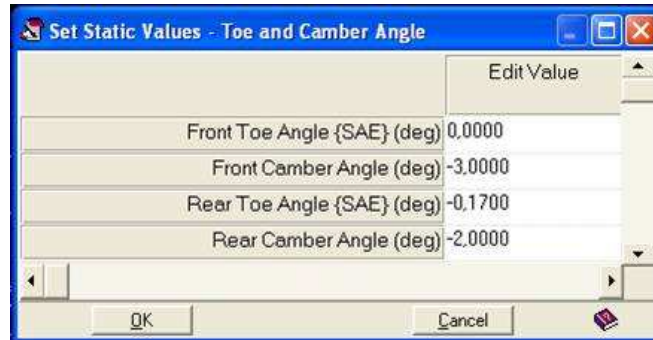 Set Static Values - Toe and Camber Angle
Edit Value
Front Toe Angle {SAE} (deg) 0,0000
Front Camber Angle (deg) -3,0000
Rear Toe Angle {SAE} (deg) -0,1700
Rear Camber Angle (deg) -2,0000
OK Cancel